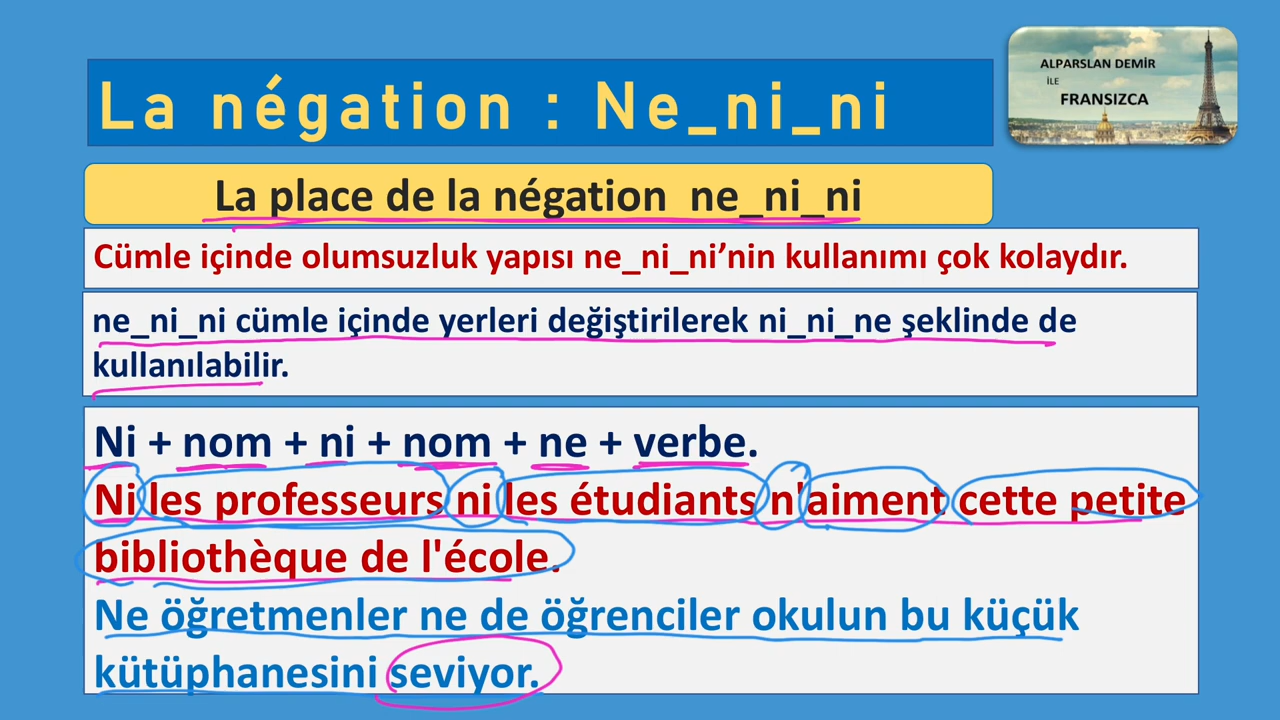 ALPARSLAN DEMİR
İLE
FRANSIZCA
La négation : Ne_ni_ni
La place de la négation ne_ni_ni
Cümle içinde olumsuzluk yapısı ne_ni_ni’nin kullanımı çok kolaydır.
ne_ni_ni cümle içinde yerleri değiştirilerek ni_ni_ne şeklinde de
kullanılabilir.
Ni + nom + ni + nom + ne + verbe.
Ni les professeurs ni les étudiants n'aiment cette petite
bibliothèque de l'école.
Ne öğretmenler ne de öğrenciler okulun bu küçük
kütüphanesini seviyor.